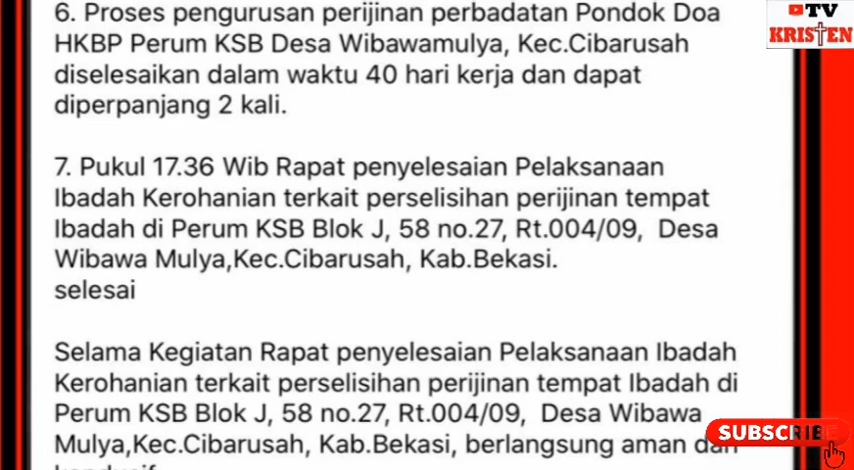 6. Proses pengurusan perijinan perbadatan Pondok Doa
HKBP Perum KSB Desa Wibawamulya, Kec.Cibarusah
diselesaikan dalam waktu 40 hari kerja dan dapat
diperpanjang 2 kali.
7. Pukul 17.36 Wib Rapat penyelesaian Pelaksanaan
Ibadah Kerohanian terkait perselisihan perijinan tempat
Ibadah di Perum KSB Blok J, 58 no.27, Rt.004/09, Desa
Wibawa Mulya,Kec.Cibarusah, Kab.Bekasi.
selesai
Selama Kegiatan Rapat penyelesaian Pelaksanaan Ibadah
Kerohanian terkait perselisihan perijinan tempat Ibadah di
Perum KSB Blok J, 58 no.27, Rt.004/09, Desa Wibawa
Mulya,Kec.Cibarusah, Kab.Bekasi, berlangsung aman dan
TV
KRISTEN
SUBSCRIBE